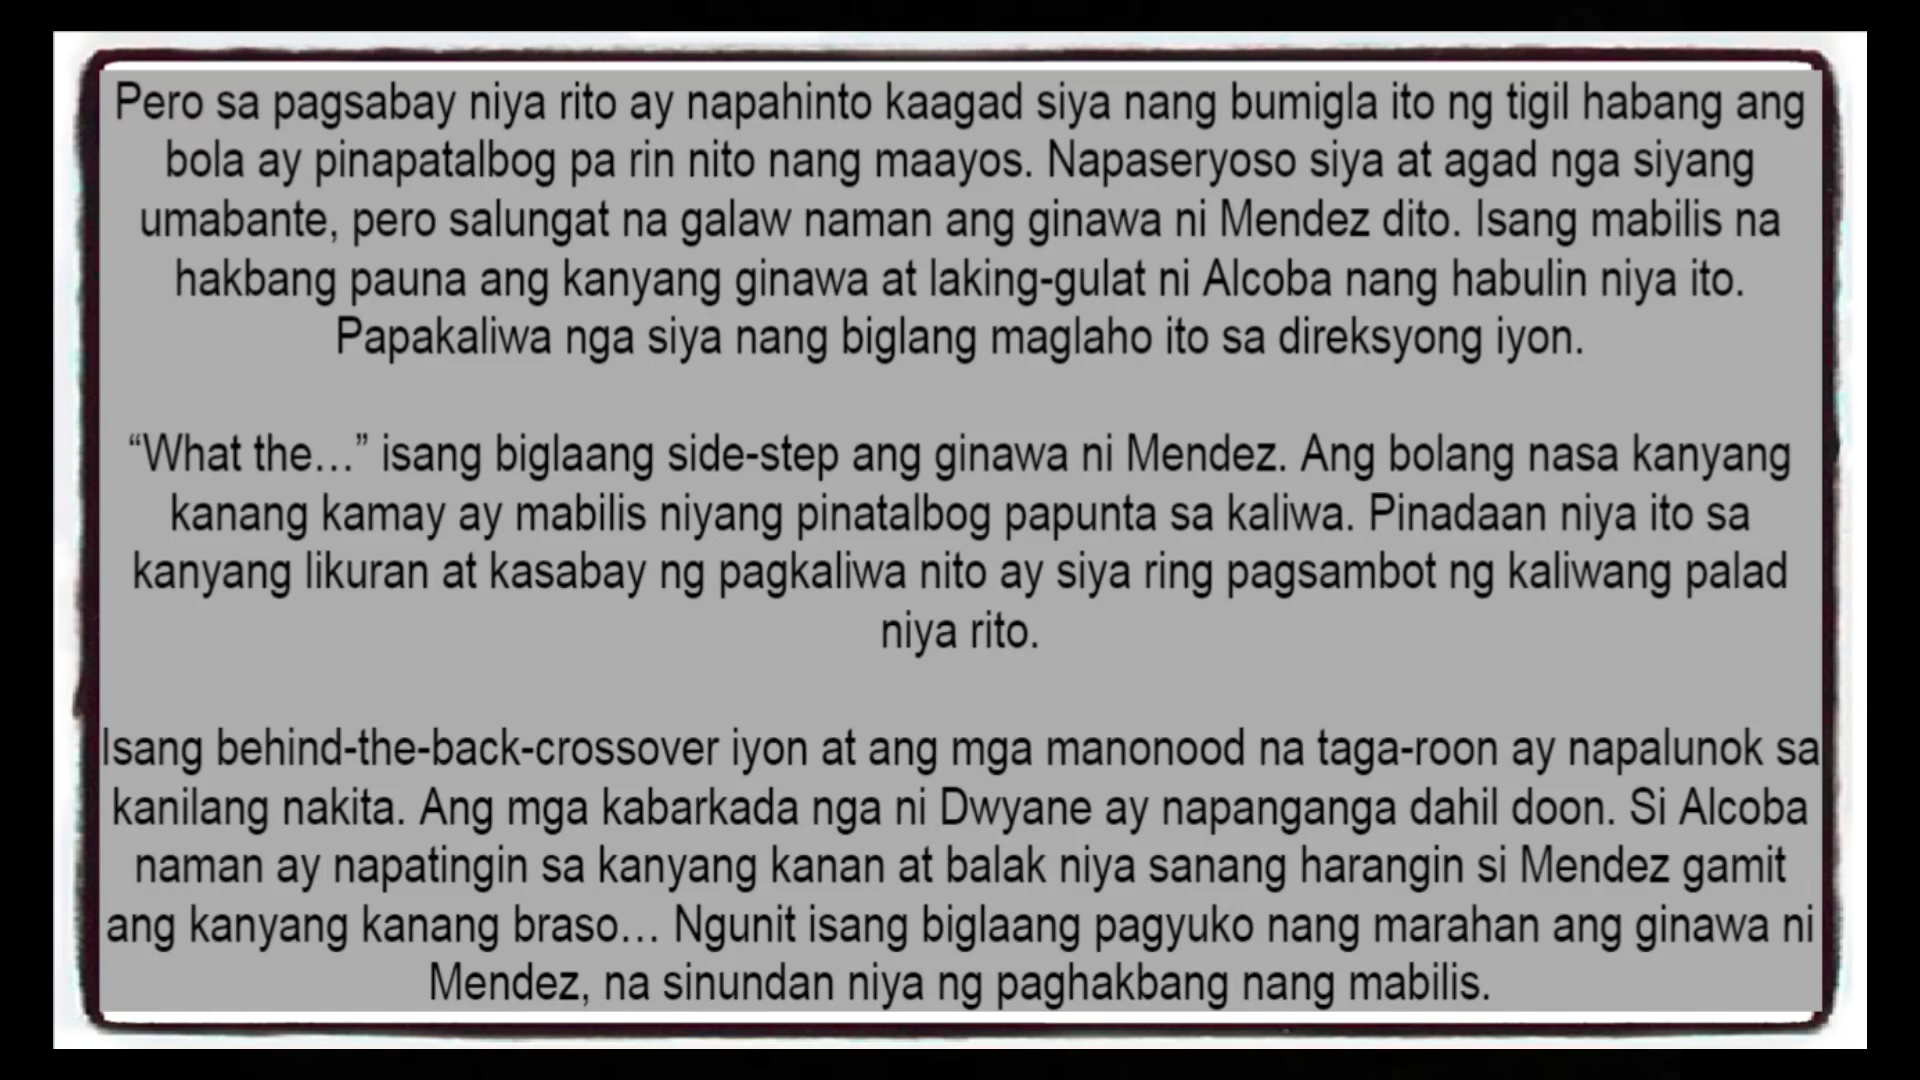 Pero sa pagsabay niya rito ay napahinto kaagad siya nang bumigla ito ng tigil habang ang
bola ay pinapatalbog pa rin nito nang maayos. Napaseryoso siya at agad nga siyang
umabante, pero salungat na galaw naman ang ginawa ni Mendez dito. Isang mabilis na
hakbang pauna ang kanyang ginawa at laking-gulat ni Alcoba nang habulin niya ito.
Papakaliwa nga siya nang biglang maglaho ito sa direksyong iyon.
“What the…” isang biglaang side-step ang ginawa ni Mendez. Ang bolang nasa kanyang
kanang kamay ay mabilis niyang pinatalbog papunta sa kaliwa. Pinadaan niya ito sa
kanyang likuran at kasabay ng pagkaliwa nito ay siya ring pagsambot ng kaliwang palad
niya rito.
Isang behind-the-back-crossover iyon at ang mga manonood na taga-roon ay napalunok sa
kanilang nakita. Ang mga kabarkada nga ni Dwyane ay napanganga dahil doon. Si Alcoba
naman ay napatingin sa kanyang kanan at balak niya sanang harangin si Mendez gamit
ang kanyang kanang braso… Ngunit isang biglaang pagyuko nang marahan ang ginawa ni
Mendez, na sinundan niya ng paghakbang nang mabilis.